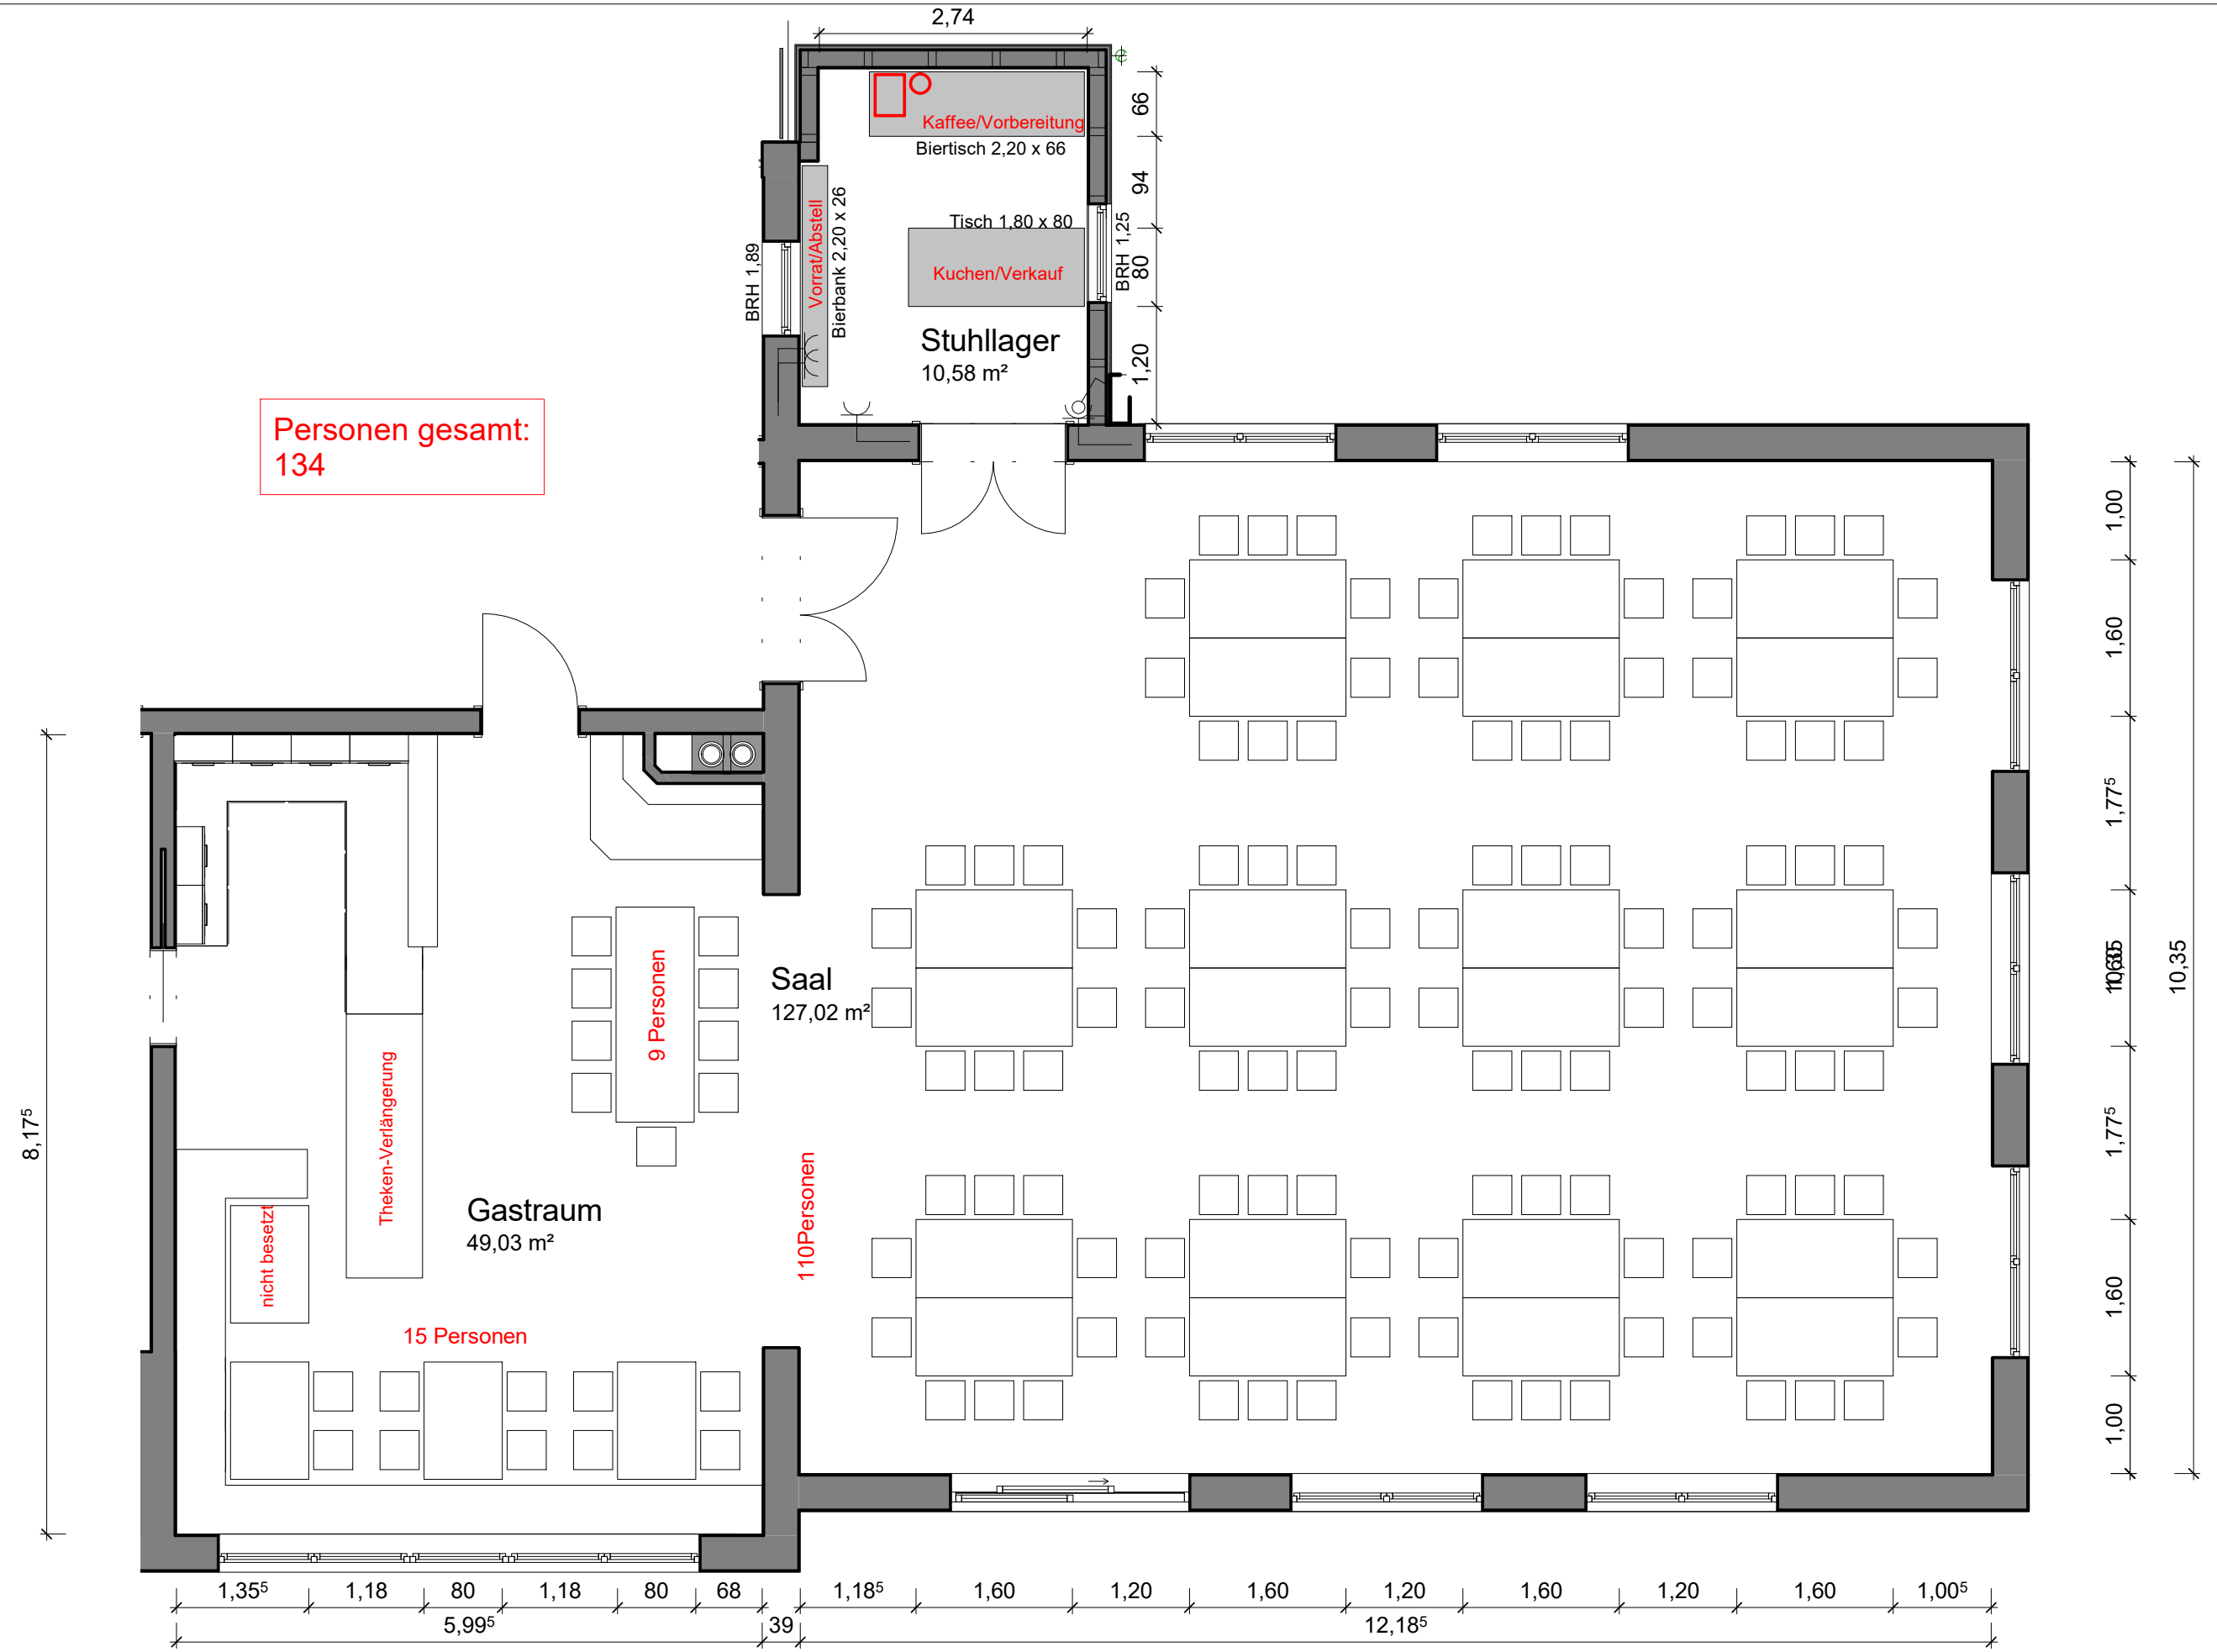 2,74
66
Kaffee/Vorbereitung
Biertisch 2,20 x 66
94
Vorrat/Abstell
Bierbank 2,20 x 26
Tisch 1,80 x 80
BRH 1,25
BRH 1,89
Kuchen/Verkauf
80
Stuhllager
10,58 m²
1,20
Personen gesamt:
134
1,00
1,60
1,77⁵
10,35
1,77⁵
1,60
1,00
Saal
127,02 m²
9 Personen
8,17⁵
Theken-Verlängerung
110Personen
Gastraum
49,03 m²
nicht besetzt
15 Personen
1,35⁵ 1,18 80 1,18 80 68 1,18⁵ 1,60 1,20 1,60 1,20 1,60 1,20 1,60 1,00⁵
5,99⁵ 39 12,18⁵